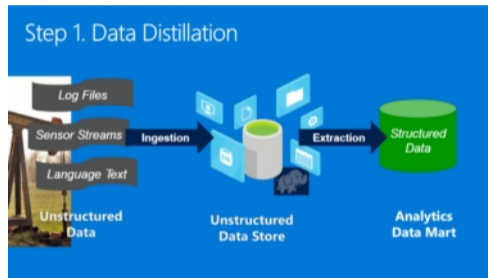 Step 1. Data Distillation
Log Files
Sensor Streams
Language Text
Ingestion
Extraction
Structured
Data
Unstructured
Data
Unstructured
Data Store
Analytics
Data Mart